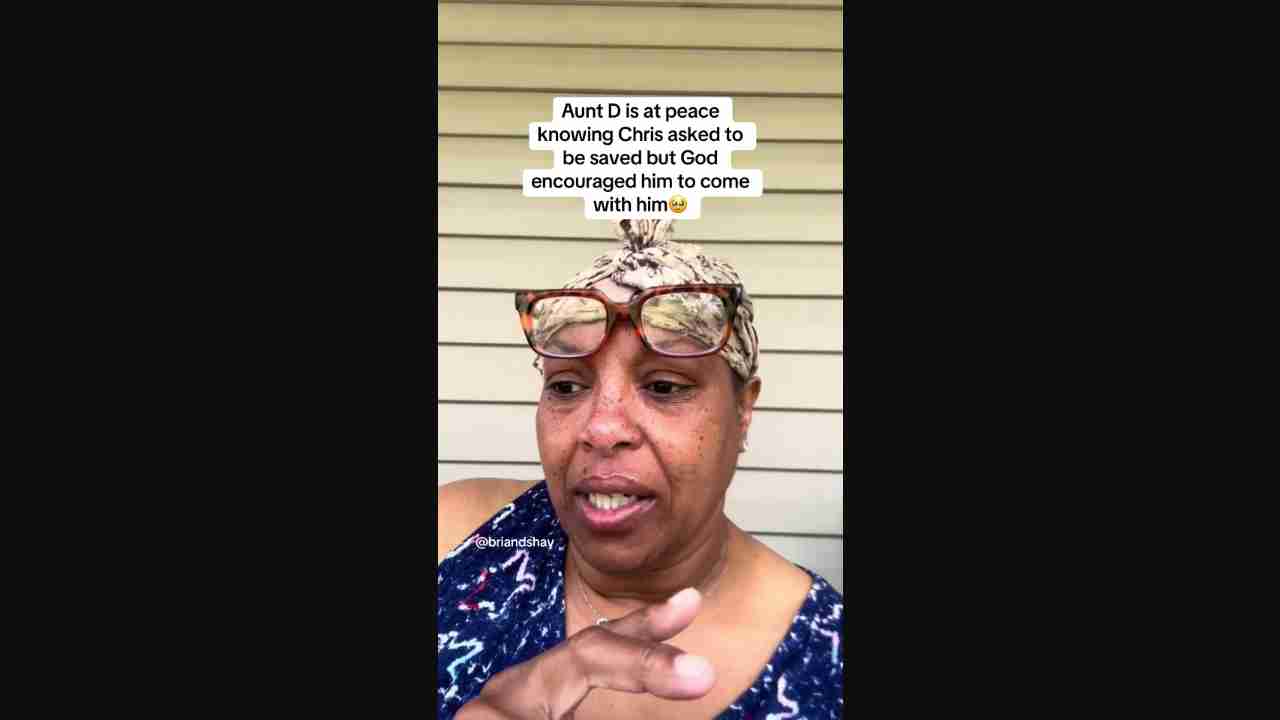 Aunt D is at peace
knowing Chris asked to
be saved but God
encouraged him to come
with him🥹
@briandshay